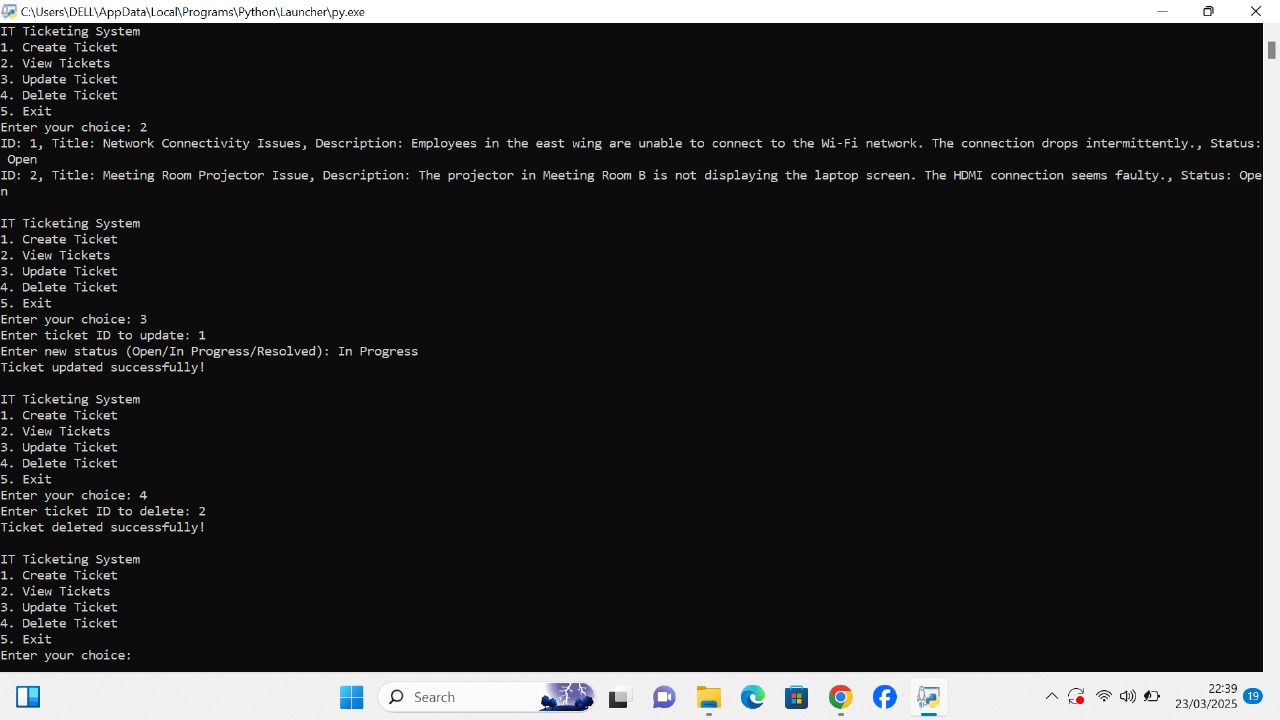 C:\Users\DELL\AppData\Local\Programs\Python\Launcher\py.exe
IT Ticketing System
1. Create Ticket
2. View Tickets
3. Update Ticket
4. Delete Ticket
5. Exit
Enter your choice: 2
ID: 1, Title: Network Connectivity Issues, Description: Employees in the east wing are unable to connect to the Wi-Fi network. The connection drops intermittently., Status:
 Open
ID: 2, Title: Meeting Room Projector Issue, Description: The projector in Meeting Room B is not displaying the laptop screen. The HDMI connection seems faulty., Status: Ope
n

IT Ticketing System
1. Create Ticket
2. View Tickets
3. Update Ticket
4. Delete Ticket
5. Exit
Enter your choice: 3
Enter ticket ID to update: 1
Enter new status (Open/In Progress/Resolved): In Progress
Ticket updated successfully!

IT Ticketing System
1. Create Ticket
2. View Tickets
3. Update Ticket
4. Delete Ticket
5. Exit
Enter your choice: 4
Enter ticket ID to delete: 2
Ticket deleted successfully!

IT Ticketing System
1. Create Ticket
2. View Tickets
3. Update Ticket
4. Delete Ticket
5. Exit
Enter your choice:
Search
22:39
23/03/2025
19